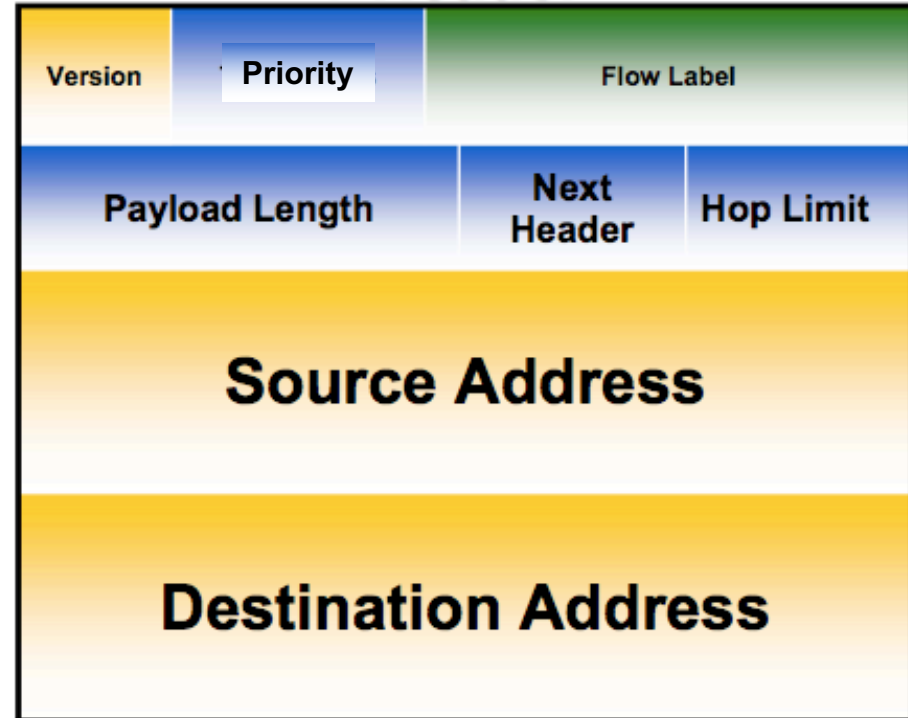 Version
Priority
Flow Label
Payload Length
Next
Header
Hop Limit
Source Address
Destination Address